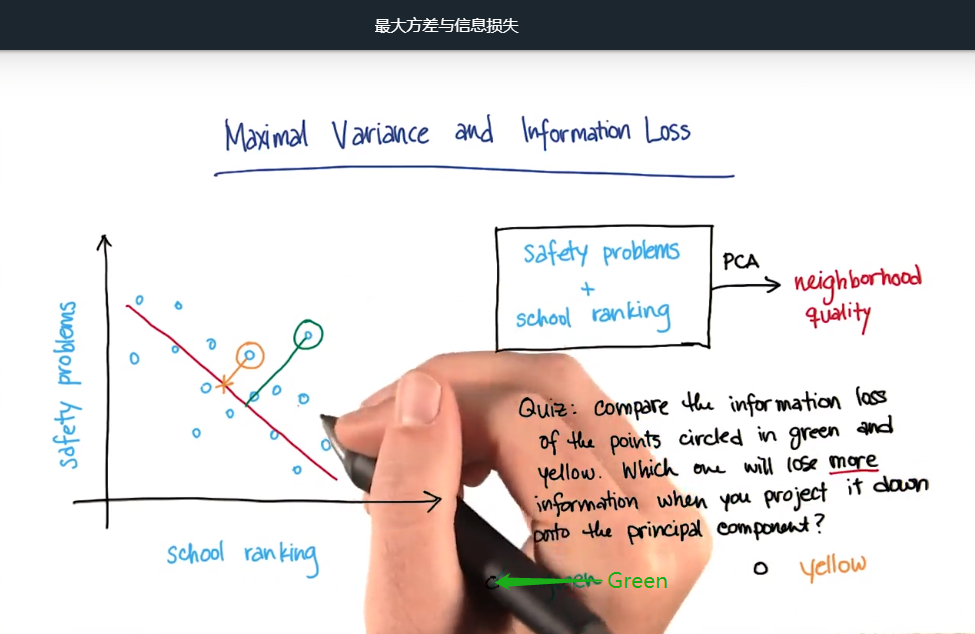 最大方差与信息损失
Maximal Variance and Information Loss
safety problems
school ranking
safety problems
+
school ranking
PCA
neighborhood
quality
Quiz: compare the information loss
of the points circled in green and
yellow. Which one will lose more
information when you project it down
onto the principal component?
Green
yellow